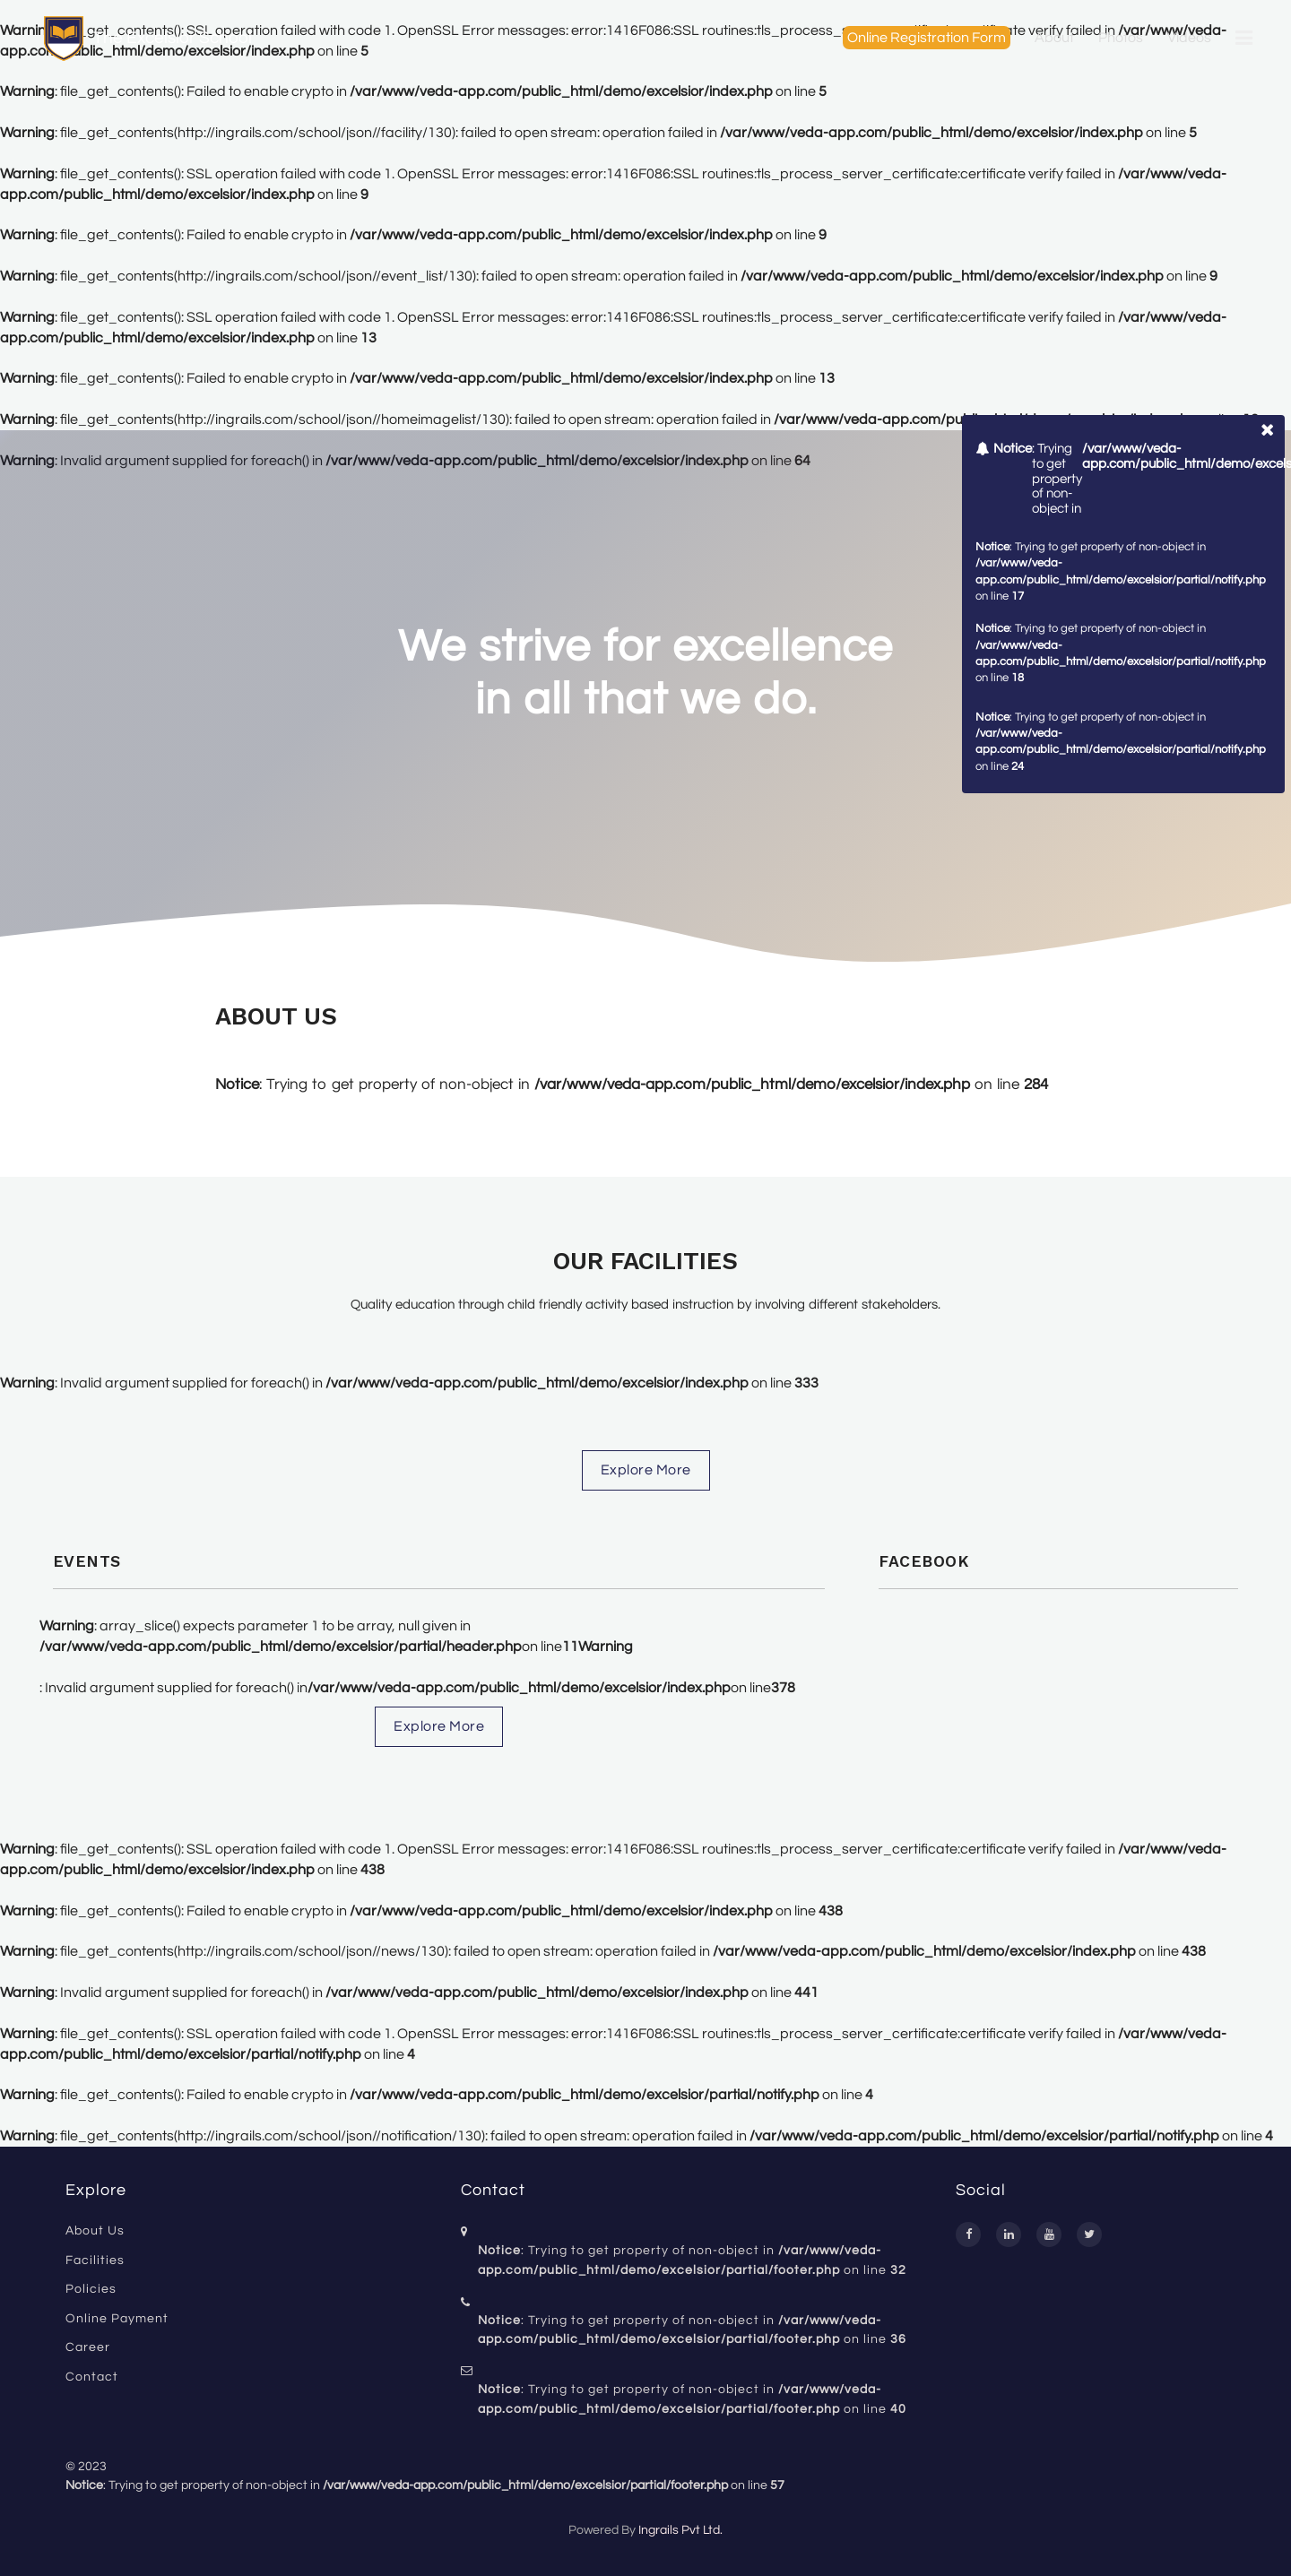 Warning: file_get_contents(): SSL operation failed with code 1. OpenSSL Error messages: error:1416F086:SSL routines:tls_process_server_certificate:certificate verify failed in /var/www/veda-
app.com/public_html/demo/excelsior/index.php on line 5
Online Registration Form
About
Photos
Videos
Warning: file_get_contents(): Failed to enable crypto in /var/www/veda-app.com/public_html/demo/excelsior/index.php on line 5
Warning: file_get_contents(http://ingrails.com/school/json//facility/130): failed to open stream: operation failed in /var/www/veda-app.com/public_html/demo/excelsior/index.php on line 5
Warning: file_get_contents(): SSL operation failed with code 1. OpenSSL Error messages: error:1416F086:SSL routines:tls_process_server_certificate:certificate verify failed in /var/www/veda-
app.com/public_html/demo/excelsior/index.php on line 9
Warning: file_get_contents(): Failed to enable crypto in /var/www/veda-app.com/public_html/demo/excelsior/index.php on line 9
Warning: file_get_contents(http://ingrails.com/school/json//event_list/130): failed to open stream: operation failed in /var/www/veda-app.com/public_html/demo/excelsior/index.php on line 9
Warning: file_get_contents(): SSL operation failed with code 1. OpenSSL Error messages: error:1416F086:SSL routines:tls_process_server_certificate:certificate verify failed in /var/www/veda-
app.com/public_html/demo/excelsior/index.php on line 13
Warning: file_get_contents(): Failed to enable crypto in /var/www/veda-app.com/public_html/demo/excelsior/index.php on line 13
Warning: file_get_contents(http://ingrails.com/school/json//homeimagelist/130): failed to open stream: operation failed in
Warning: Invalid argument supplied for foreach() in /var/www/veda-app.com/public_html/demo/excelsior/index.php on line 64
Notice: Trying to get property of non-object in /var/www/veda-app.com/public_html/demo/excels
Notice: Trying to get property of non-object in
/var/www/veda-
app.com/public_html/demo/excelsior/partial/notify.php
on line 17
Notice: Trying to get property of non-object in
/var/www/veda-
app.com/public_html/demo/excelsior/partial/notify.php
on line 18
Notice: Trying to get property of non-object in
/var/www/veda-
app.com/public_html/demo/excelsior/partial/notify.php
on line 24
We strive for excellence
in all that we do.
ABOUT US
Notice: Trying to get property of non-object in /var/www/veda-app.com/public_html/demo/excelsior/index.php on line 284
OUR FACILITIES
Quality education through child friendly activity based instruction by involving different stakeholders.
Warning: Invalid argument supplied for foreach() in /var/www/veda-app.com/public_html/demo/excelsior/index.php on line 333
Explore More
EVENTS
FACEBOOK
Warning: array_slice() expects parameter 1 to be array, null given in
/var/www/veda-app.com/public_html/demo/excelsior/partial/header.phpon line11Warning
: Invalid argument supplied for foreach() in/var/www/veda-app.com/public_html/demo/excelsior/index.phpon line378
Explore More
Warning: file_get_contents(): SSL operation failed with code 1. OpenSSL Error messages: error:1416F086:SSL routines:tls_process_server_certificate:certificate verify failed in /var/www/veda-
app.com/public_html/demo/excelsior/index.php on line 438
Warning: file_get_contents(): Failed to enable crypto in /var/www/veda-app.com/public_html/demo/excelsior/index.php on line 438
Warning: file_get_contents(http://ingrails.com/school/json//news/130): failed to open stream: operation failed in /var/www/veda-app.com/public_html/demo/excelsior/index.php on line 438
Warning: Invalid argument supplied for foreach() in /var/www/veda-app.com/public_html/demo/excelsior/index.php on line 441
Warning: file_get_contents(): SSL operation failed with code 1. OpenSSL Error messages: error:1416F086:SSL routines:tls_process_server_certificate:certificate verify failed in /var/www/veda-
app.com/public_html/demo/excelsior/partial/notify.php on line 4
Warning: file_get_contents(): Failed to enable crypto in /var/www/veda-app.com/public_html/demo/excelsior/partial/notify.php on line 4
Warning: file_get_contents(http://ingrails.com/school/json//notification/130): failed to open stream: operation failed in /var/www/veda-app.com/public_html/demo/excelsior/partial/notify.php on line 4
Explore
About Us
Facilities
Policies
Online Payment
Career
Contact
Contact
Notice: Trying to get property of non-object in /var/www/veda-
app.com/public_html/demo/excelsior/partial/footer.php on line 32
Notice: Trying to get property of non-object in /var/www/veda-
app.com/public_html/demo/excelsior/partial/footer.php on line 36
Notice: Trying to get property of non-object in /var/www/veda-
app.com/public_html/demo/excelsior/partial/footer.php on line 40
Social
© 2023
Notice: Trying to get property of non-object in /var/www/veda-app.com/public_html/demo/excelsior/partial/footer.php on line 57
Powered By Ingrails Pvt Ltd.